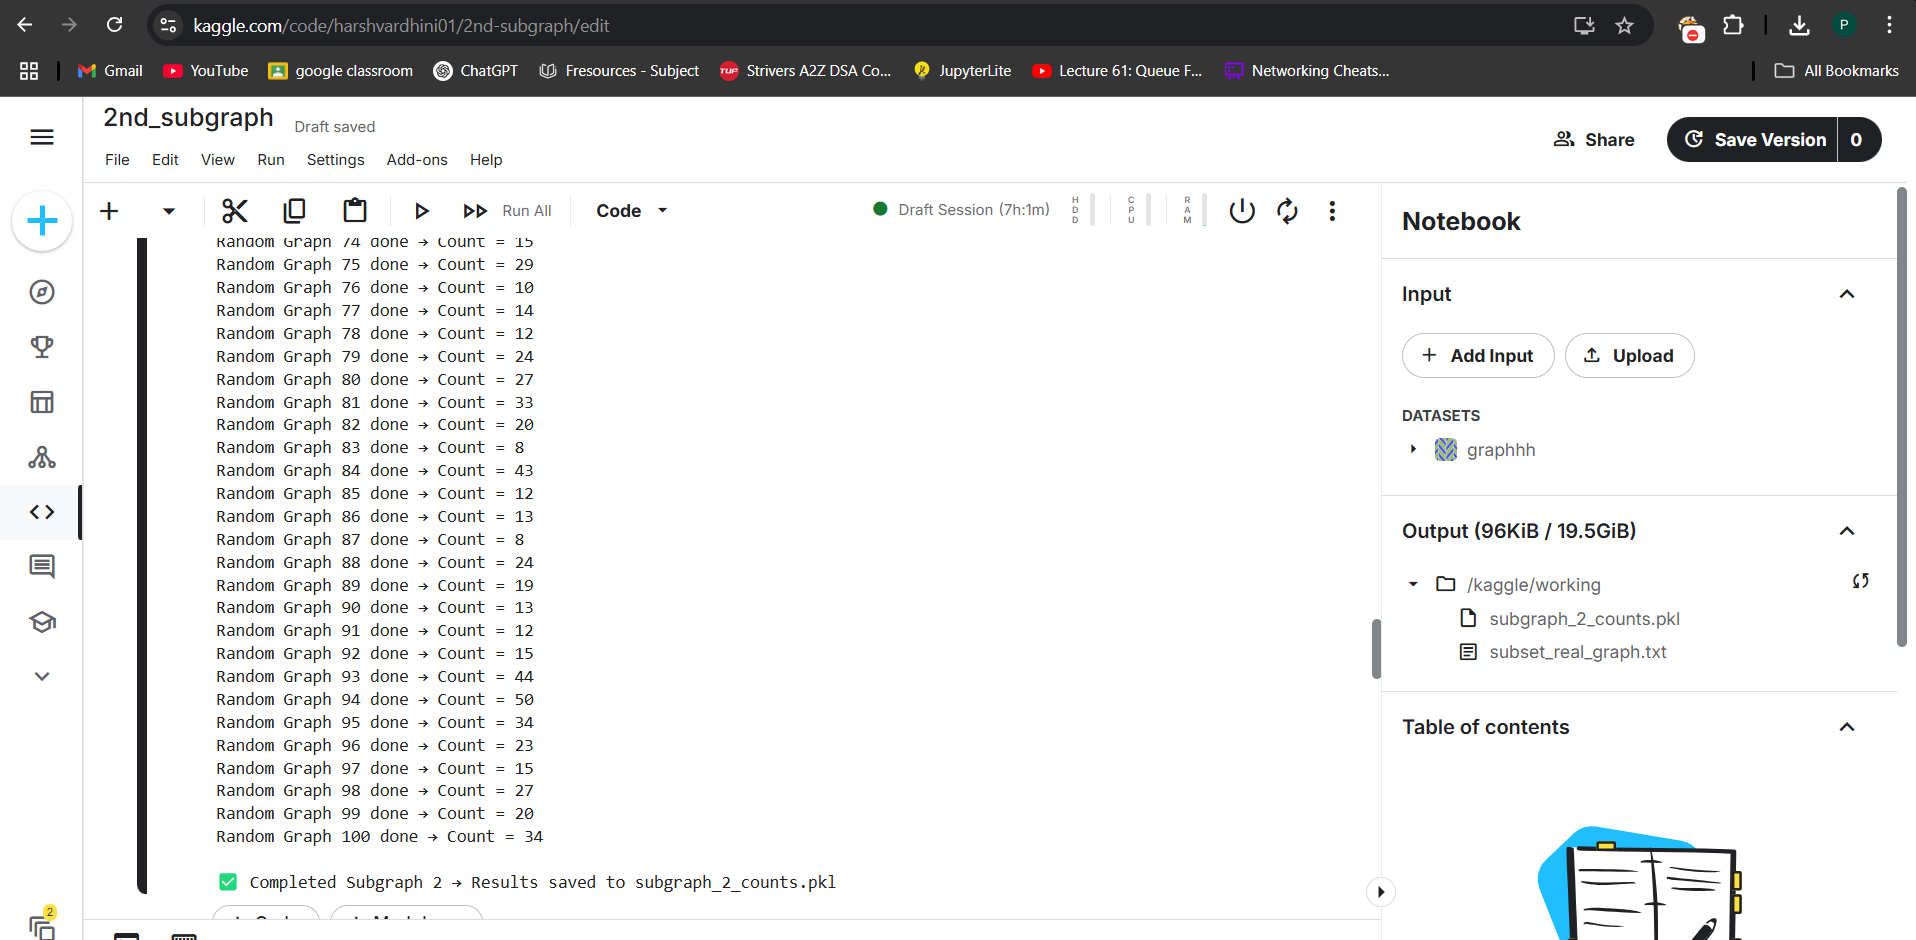 kaggle.com/code/harshvardhini01/2nd-subgraph/edit
P
Gmail
YouTube
google classroom
ChatGPT
Fresources - Subject
TUF
Strivers A2Z DSA Co...
JupyterLite
Lecture 61: Queue F...
Networking Cheats...
All Bookmarks
2nd_subgraph
Draft saved
File Edit View Run Settings Add-ons Help
Share
Save Version 0
Run All
Code
Draft Session (7h:1m)
HDD
CPU
RAM
Random Graph 74 done → Count = 15
Random Graph 75 done → Count = 29
Random Graph 76 done → Count = 10
Random Graph 77 done → Count = 14
Random Graph 78 done → Count = 12
Random Graph 79 done → Count = 24
Random Graph 80 done → Count = 27
Random Graph 81 done → Count = 33
Random Graph 82 done → Count = 20
Random Graph 83 done → Count = 8
Random Graph 84 done → Count = 43
Random Graph 85 done → Count = 12
Random Graph 86 done → Count = 13
Random Graph 87 done → Count = 8
Random Graph 88 done → Count = 24
Random Graph 89 done → Count = 19
Random Graph 90 done → Count = 13
Random Graph 91 done → Count = 12
Random Graph 92 done → Count = 15
Random Graph 93 done → Count = 44
Random Graph 94 done → Count = 50
Random Graph 95 done → Count = 34
Random Graph 96 done → Count = 23
Random Graph 97 done → Count = 15
Random Graph 98 done → Count = 27
Random Graph 99 done → Count = 20
Random Graph 100 done → Count = 34
✅ Completed Subgraph 2 → Results saved to subgraph_2_counts.pkl
2
Notebook
Input
+ Add Input
Upload
DATASETS
graphhh
Output (96KiB / 19.5GiB)
/kaggle/working
subgraph_2_counts.pkl
subset_real_graph.txt
Table of contents